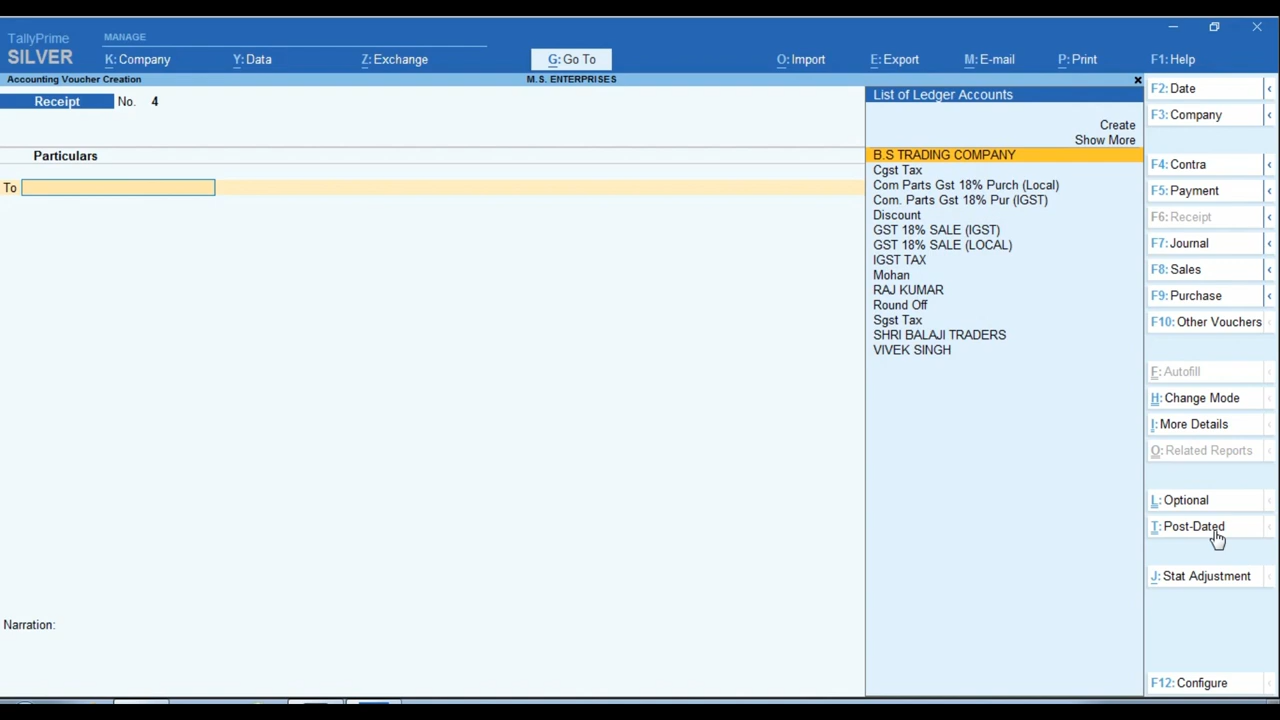 TallyPrime
SILVER
MANAGE
K: Company
Y: Data
Z: Exchange
G: Go To
O: Import
E: Export
M: E-mail
P: Print
F1: Help
Accounting Voucher Creation
M.S. ENTERPRISES
Receipt No. 4
Particulars
To
Narration:
List of Ledger Accounts
Create
Show More
B.S TRADING COMPANY
Cgst Tax
Com Parts Gst 18% Purch (Local)
Com. Parts Gst 18% Pur (IGST)
Discount
GST 18% SALE (IGST)
GST 18% SALE (LOCAL)
IGST TAX
Mohan
RAJ KUMAR
Round Off
Sgst Tax
SHRI BALAJI TRADERS
VIVEK SINGH
F2: Date
F3: Company
F4: Contra
F5: Payment
F6: Receipt
F7: Journal
F8: Sales
F9: Purchase
F10: Other Vouchers
F: Autofill
H: Change Mode
I: More Details
O: Related Reports
L: Optional
T: Post-Dated
J: Stat Adjustment
F12: Configure